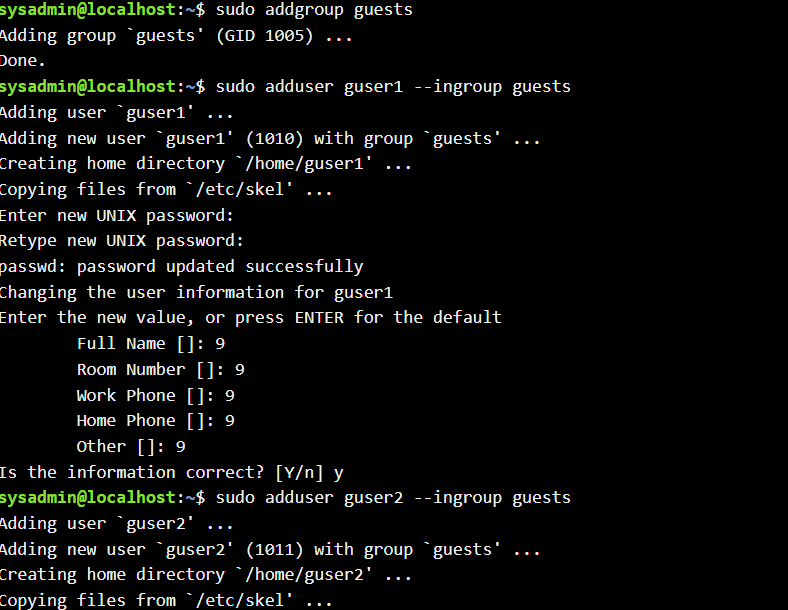 sysadmin@localhost:~$ sudo addgroup guests
Adding group `guests' (GID 1005) ...
Done.
sysadmin@localhost:~$ sudo adduser guser1 --ingroup guests
Adding user `guser1' ...
Adding new user `guser1' (1010) with group `guests' ...
Creating home directory `/home/guser1' ...
Copying files from `/etc/skel' ...
Enter new UNIX password:
Retype new UNIX password:
passwd: password updated successfully
Changing the user information for guser1
Enter the new value, or press ENTER for the default
Full Name []: 9
Room Number []: 9
Work Phone []: 9
Home Phone []: 9
Other []: 9
Is the information correct? [Y/n] y
sysadmin@localhost:~$ sudo adduser guser2 --ingroup guests
Adding user `guser2' ...
Adding new user `guser2' (1011) with group `guests' ...
Creating home directory `/home/guser2' ...
Copying files from `/etc/skel' ...